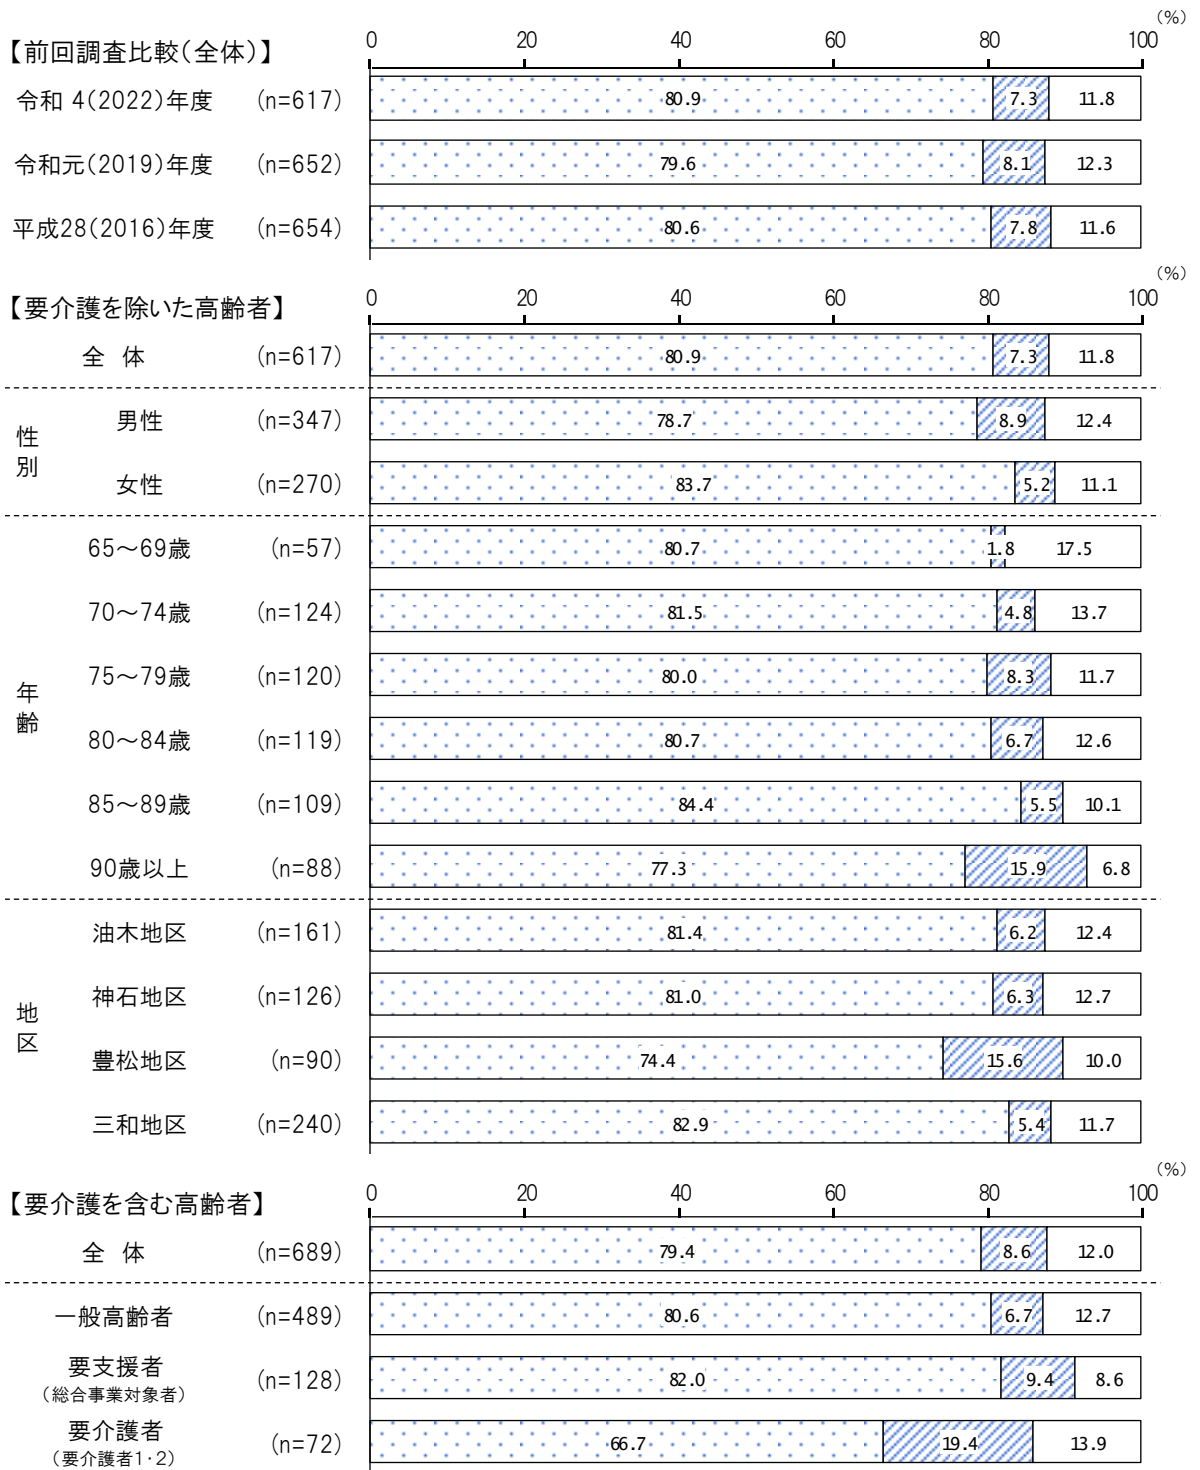 (%)
【前回調査比較(全体)】 0 20 40 60 80 100
令和 4(2022)年度 (n=617) 80.9 7.3 11.8
令和元(2019)年度 (n=652) 79.6 8.1 12.3
平成28(2016)年度 (n=654) 80.6 7.8 11.6
(%)
【要介護を除いた高齢者】 0 20 40 60 80 100
全 体 (n=617) 80.9 7.3 11.8
性別
男性 (n=347) 78.7 8.9 12.4
女性 (n=270) 83.7 5.2 11.1
年齢
65～69歳 (n=57) 80.7 1.8 17.5
70～74歳 (n=124) 81.5 4.8 13.7
75～79歳 (n=120) 80.0 8.3 11.7
80～84歳 (n=119) 80.7 6.7 12.6
85～89歳 (n=109) 84.4 5.5 10.1
90歳以上 (n=88) 77.3 15.9 6.8
地区
油木地区 (n=161) 81.4 6.2 12.4
神石地区 (n=126) 81.0 6.3 12.7
豊松地区 (n=90) 74.4 15.6 10.0
三和地区 (n=240) 82.9 5.4 11.7
(%)
【要介護を含む高齢者】 0 20 40 60 80 100
全 体 (n=689) 79.4 8.6 12.0
一般高齢者 (n=489) 80.6 6.7 12.7
要支援者 (n=128) 82.0 9.4 8.6
(総合事業対象者)
要介護者 (n=72) 66.7 19.4 13.9
(要介護者1・2)